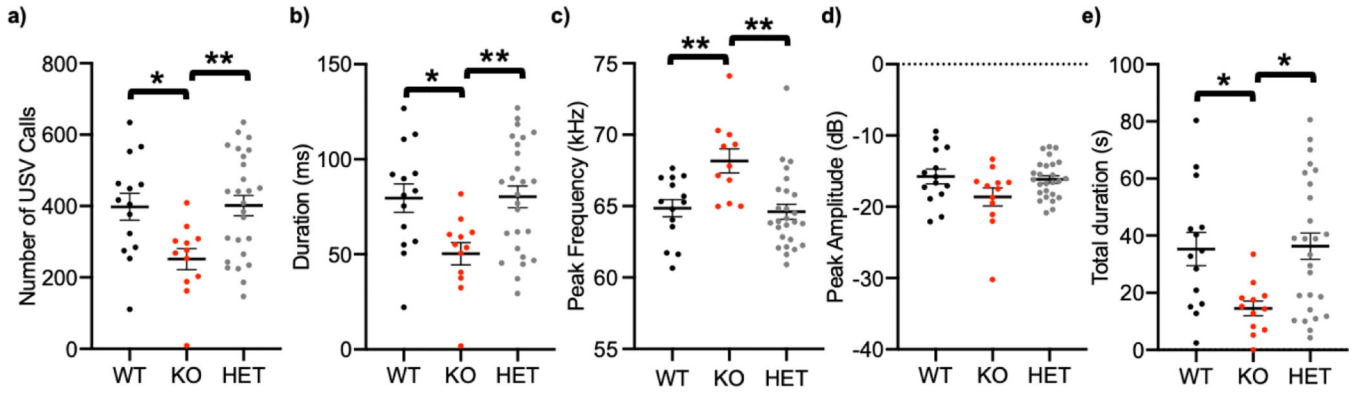 a)
Number of USV Calls
800
600
400
200
0
* **
WT KO HET
b)
Duration (ms)
150
100
50
0
* **
WT KO HET
c)
Peak Frequency (kHz)
75
70
65
60
55
** **
WT KO HET
d)
Peak Amplitude (dB)
0
-10
-20
-30
-40
WT KO HET
e)
Total duration (s)
100
80
60
40
20
0
* *
WT KO HET